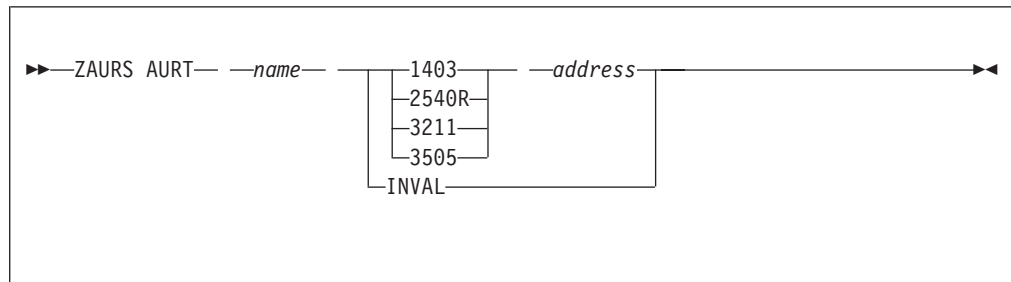 ZAURS AURT name 1403 address
2540R
3211
3505
INVAL